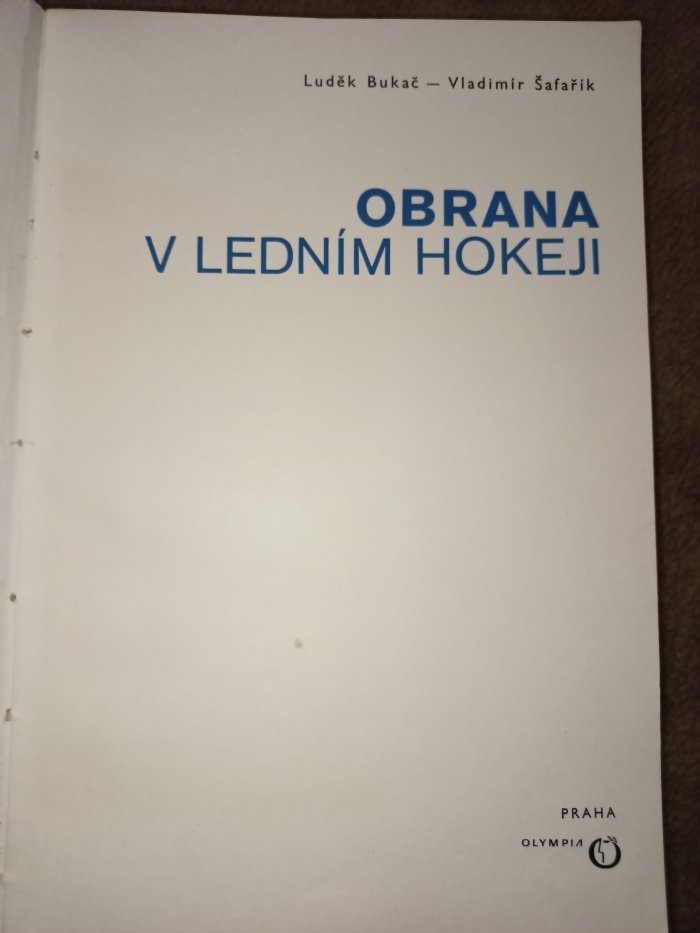 Luděk Bukač — Vladimír Šafařík
OBRANA
V LEDNÍM HOKEJI
PRAHA
OLYMPIA